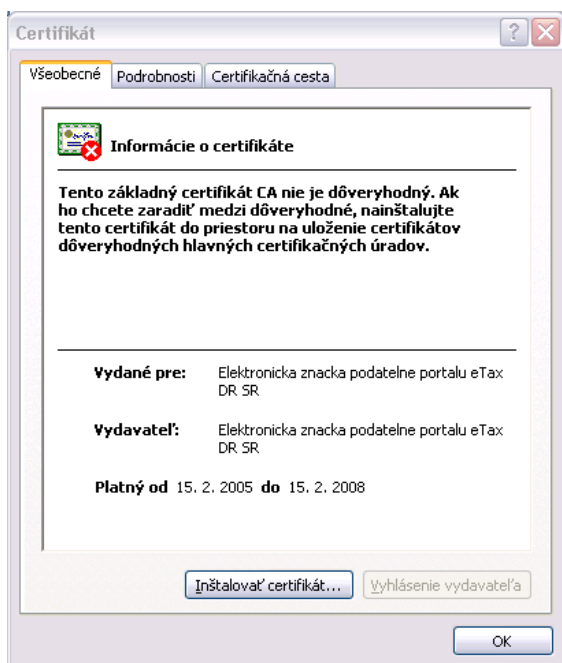 Certifikát
Všeobecné Podrobnosti Certifikačná cesta
Informácie o certifikáte
Tento základný certifikát CA nie je dôveryhodný. Ak
ho chcete zaradiť medzi dôveryhodné, nainštalujte
tento certifikát do priestoru na uloženie certifikátov
dôveryhodných hlavných certifikačných úradov.
Vydané pre: Elektronicka znacka podatelne portalu eTax
DR SR
Vydavateľ: Elektronicka znacka podatelne portalu eTax
DR SR
Platný od 15. 2. 2005 do 15. 2. 2008
Inštalovať certifikát... Vyhlásenie vydavateľa
OK